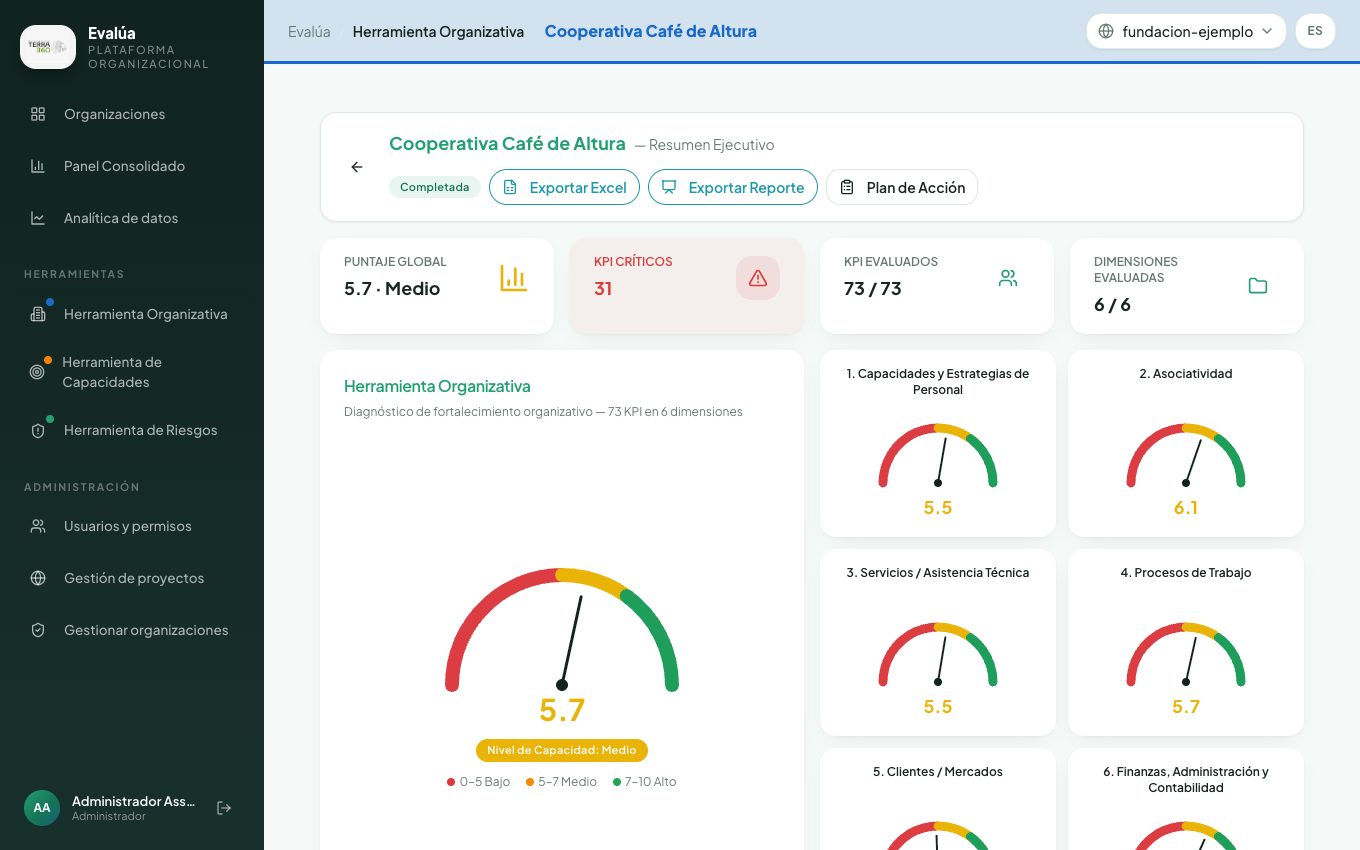 Evalúa
PLATAFORMA
ORGANIZACIONAL
Organizaciones
Panel Consolidado
Analítica de datos
HERRAMIENTAS
Herramienta Organizativa
Herramienta de
Capacidades
Herramienta de Riesgos
ADMINISTRACIÓN
Usuarios y permisos
Gestión de proyectos
Gestionar organizaciones
AA
Administrador Ass…
Administrador
Evalúa
Herramienta Organizativa
Cooperativa Café de Altura
fundacion-ejemplo
ES
Cooperativa Café de Altura — Resumen Ejecutivo
Completada
Exportar Excel
Exportar Reporte
Plan de Acción
PUNTAJE GLOBAL
5.7 · Medio
KPI CRÍTICOS
31
KPI EVALUADOS
73 / 73
DIMENSIONES
EVALUADAS
6 / 6
Herramienta Organizativa
Diagnóstico de fortalecimiento organizativo — 73 KPI en 6 dimensiones
5.7
Nivel de Capacidad: Medio
0–5 Bajo
5–7 Medio
7–10 Alto
1. Capacidades y Estrategias de
Personal
5.5
2. Asociatividad
6.1
3. Servicios / Asistencia Técnica
5.5
4. Procesos de Trabajo
5.7
5. Clientes / Mercados
6. Finanzas, Administración y
Contabilidad